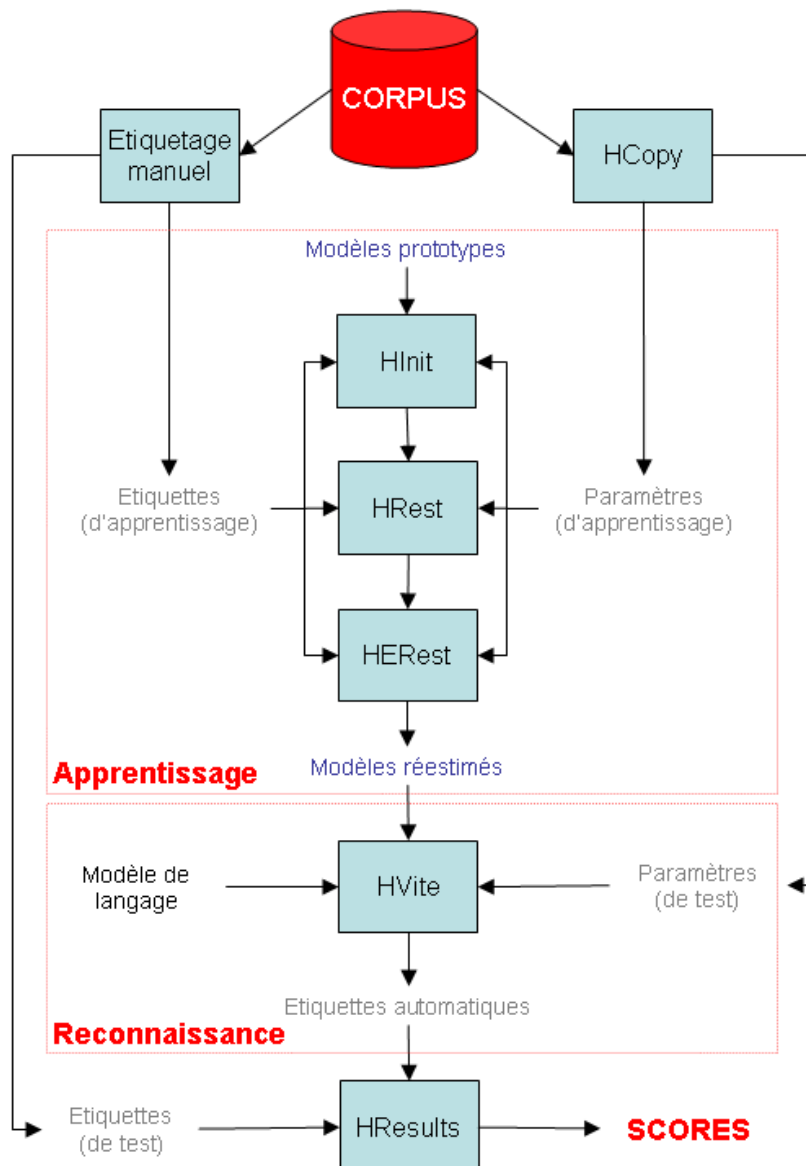 CORPUS
Etiquetage
manuel
HCopy
Modèles prototypes
HInit
Etiquettes
(d'apprentissage)
HRest
Paramètres
(d'apprentissage)
HERest
Apprentissage
Modèles réestimés
Modèle de
langage
HVite
Paramètres
(de test)
Etiquettes automatiques
Reconnaissance
Etiquettes
(de test)
HResults
SCORES